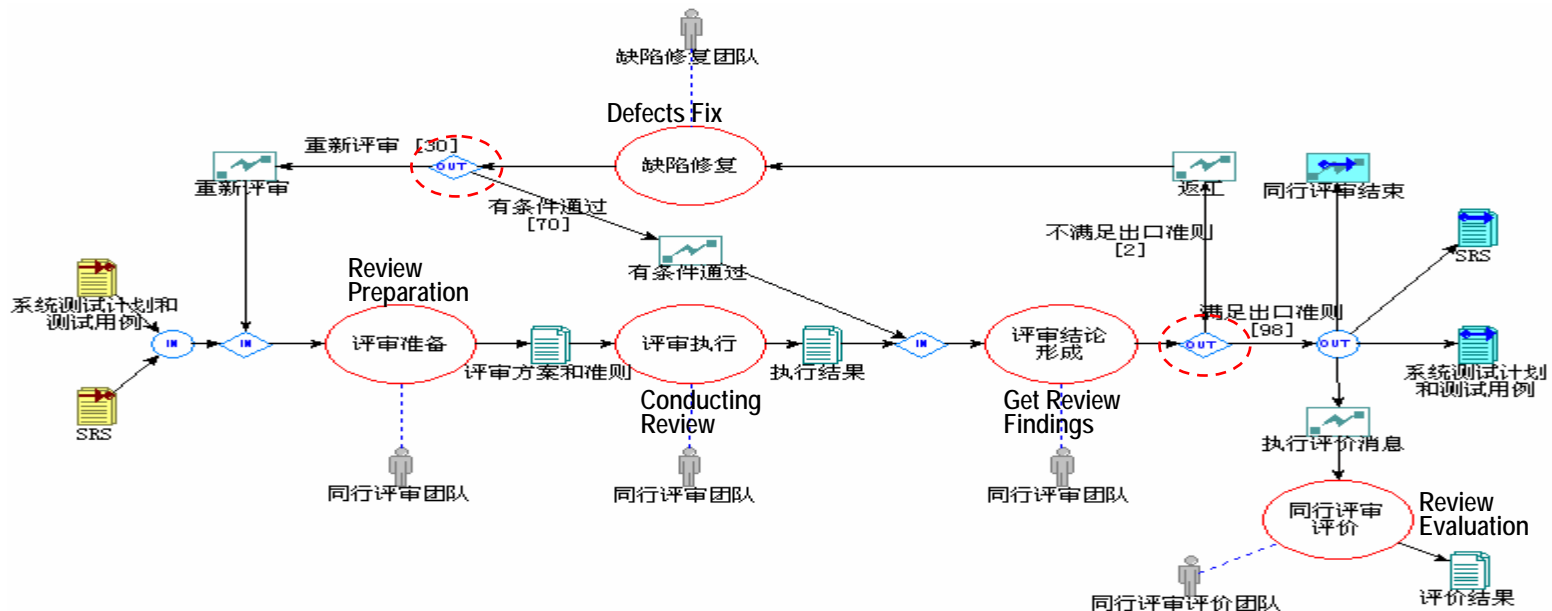 缺陷修复团队
Defects Fix
重新评审 [30]
OUT
缺陷修复
重新评审
返工
同行评审结束
有条件通过
[70]
不满足出口准则
[2]
SRS
有条件通过
Review
Preparation
系统测试计划和
测试用例
满足出口准则
[98]
IN
IN
评审准备
评审方案和准则
评审执行
执行结果
IN
评审结论
形成
OUT
OUT
系统测试计划
和测试用例
SRS
Conducting
Review
Get Review
Findings
执行评价消息
同行评审团队
同行评审团队
同行评审团队
同行评审
评价
Review
Evaluation
同行评审评价团队
评价结果